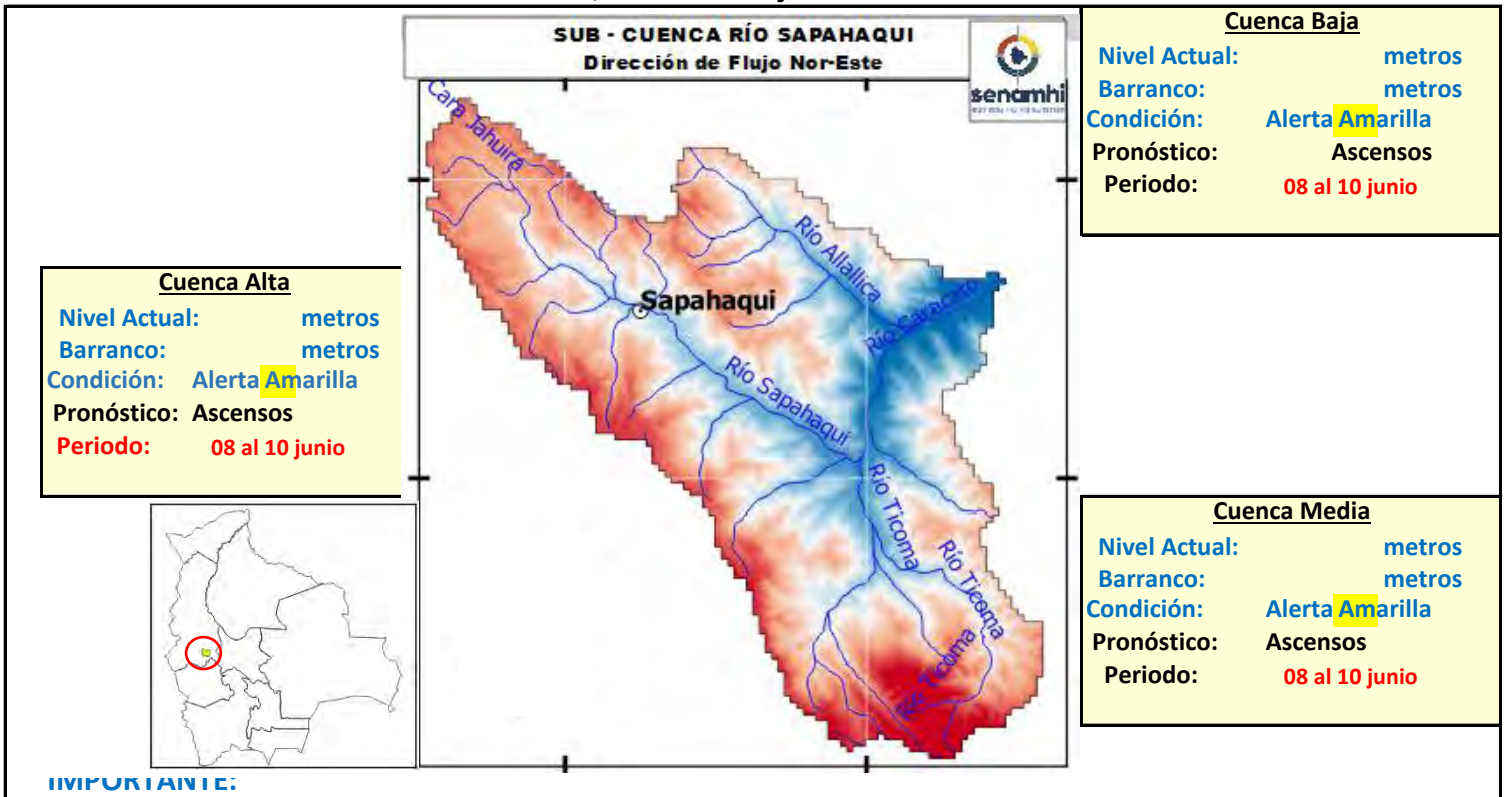 SUB - CUENCA RÍO SAPAHAQUI
Dirección de Flujo Nor-Este
senamhi
Cuenca Baja
Nivel Actual: metros
Barranco: metros
Condición: Alerta Amarilla
Pronóstico: Ascensos
Periodo: 08 al 10 junio
Cuenca Alta
Nivel Actual: metros
Barranco: metros
Condición: Alerta Amarilla
Pronóstico: Ascensos
Periodo: 08 al 10 junio
Cara Jahuira
Río Allallica
Sapahaqui
Río Caracato
Río Sapahaqui
Río Ticoma
Río Ticoma
Río Ticoma
Cuenca Media
Nivel Actual: metros
Barranco: metros
Condición: Alerta Amarilla
Pronóstico: Ascensos
Periodo: 08 al 10 junio
IMPORTANTE: